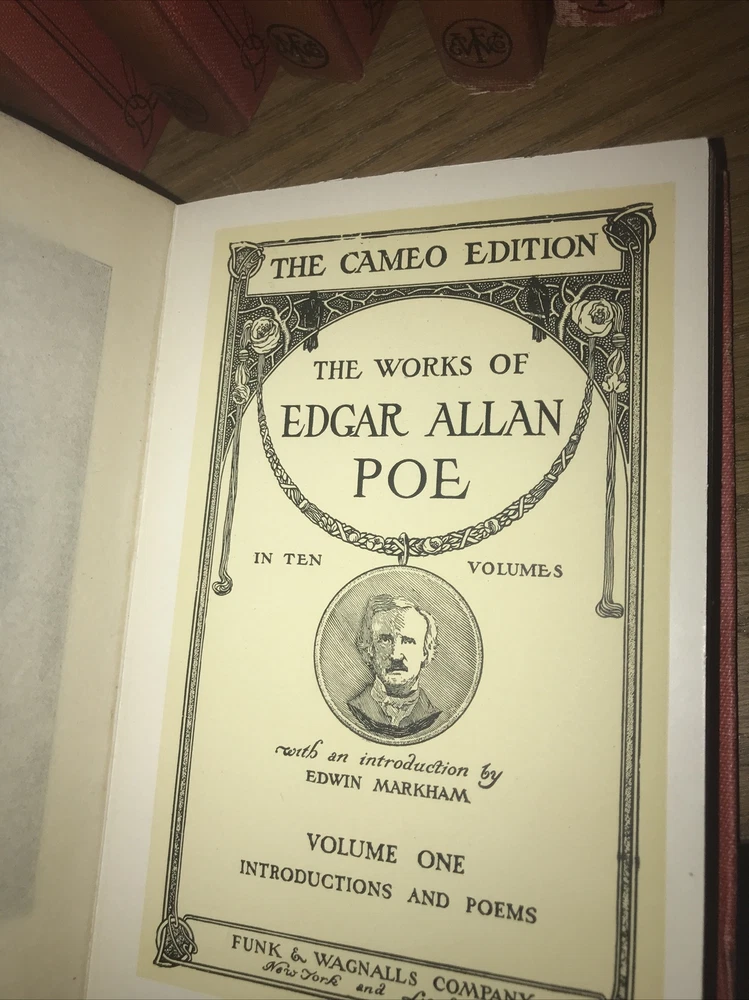 THE CAMEO EDITION
THE WORKS OF
EDGAR ALLAN
POE
IN TEN VOLUMES
with an introduction by
EDWIN MARKHAM
VOLUME ONE
INTRODUCTIONS AND POEMS
FUNK & WAGNALLS COMPANY
New York and